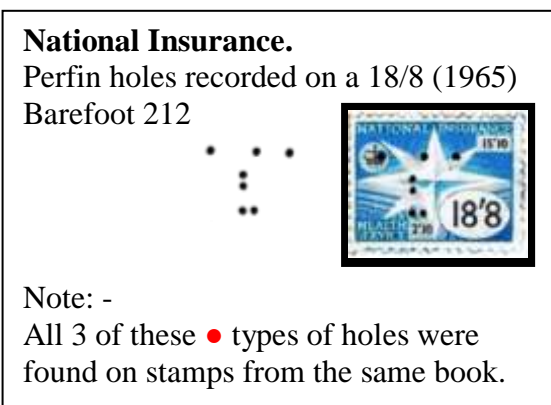 National Insurance.
Perfin holes recorded on a 18/8 (1965)
Barefoot 212
NATIONAL INSURANCE
15'10
18'8
HEALTH
SERVICE 2'10
Note: -
All 3 of these ● types of holes were
found on stamps from the same book.